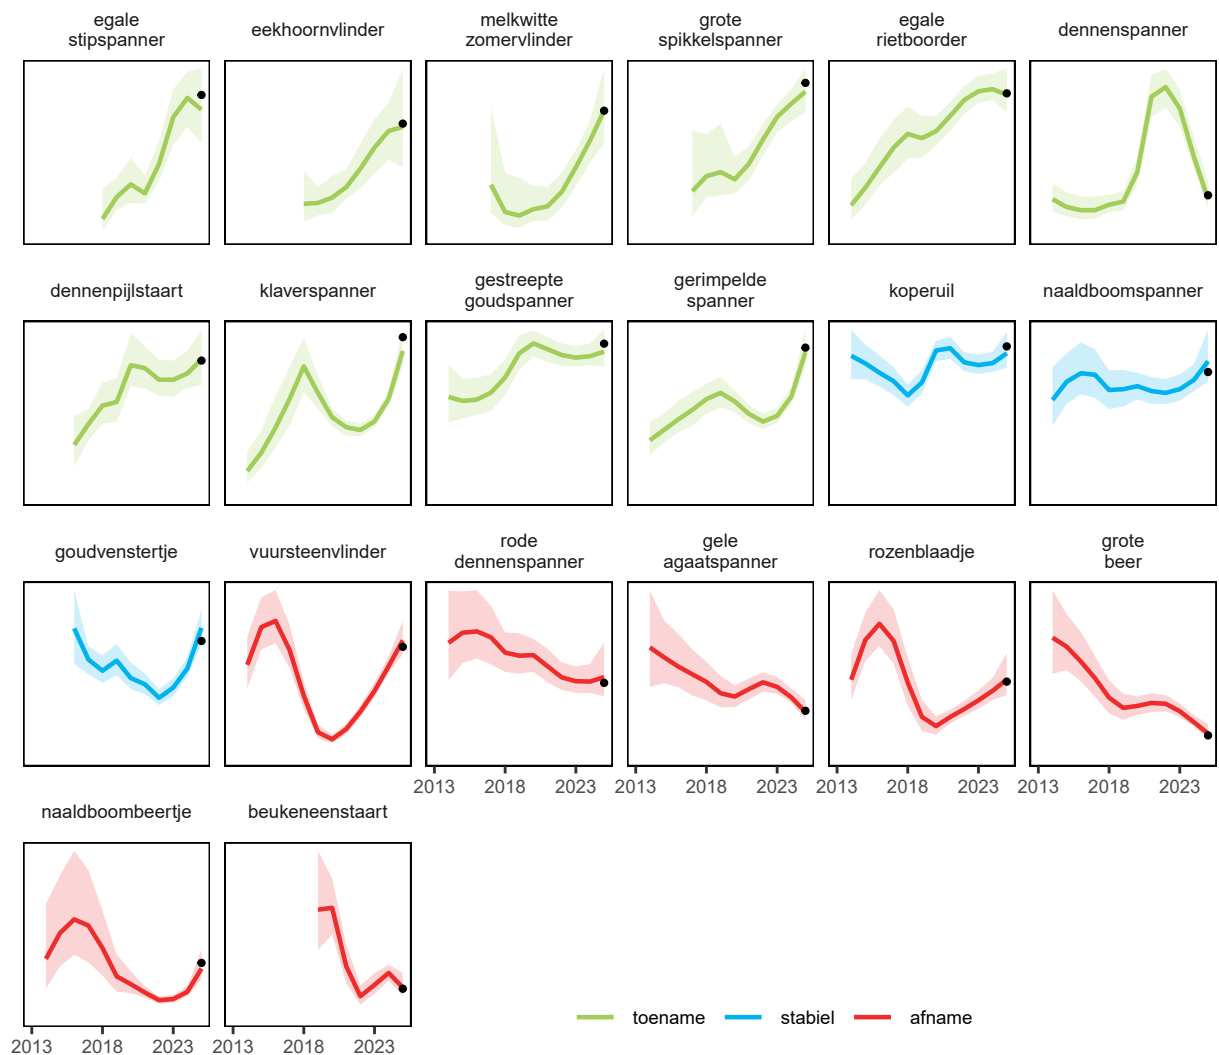 egale
stipspanner
eekhoornvlinder
melkwitte
zomervlinder
grote
spikkelspanner
egale
rietboorder
dennenspanner
dennenpijlstaart
klaverspanner
gestreepte
goudspanner
gerimpelde
spanner
koperuil
naaldboomspanner
goudvenstertje
vuursteenvlinder
rode
dennenspanner
gele
agaatspanner
rozenblaadje
grote
beer
2013 2018 2023
2013 2018 2023
2013 2018 2023
2013 2018 2023
naaldboombeertje
beukeneenstaart
2013 2018 2023
2013 2018 2023
toename stabiel afname